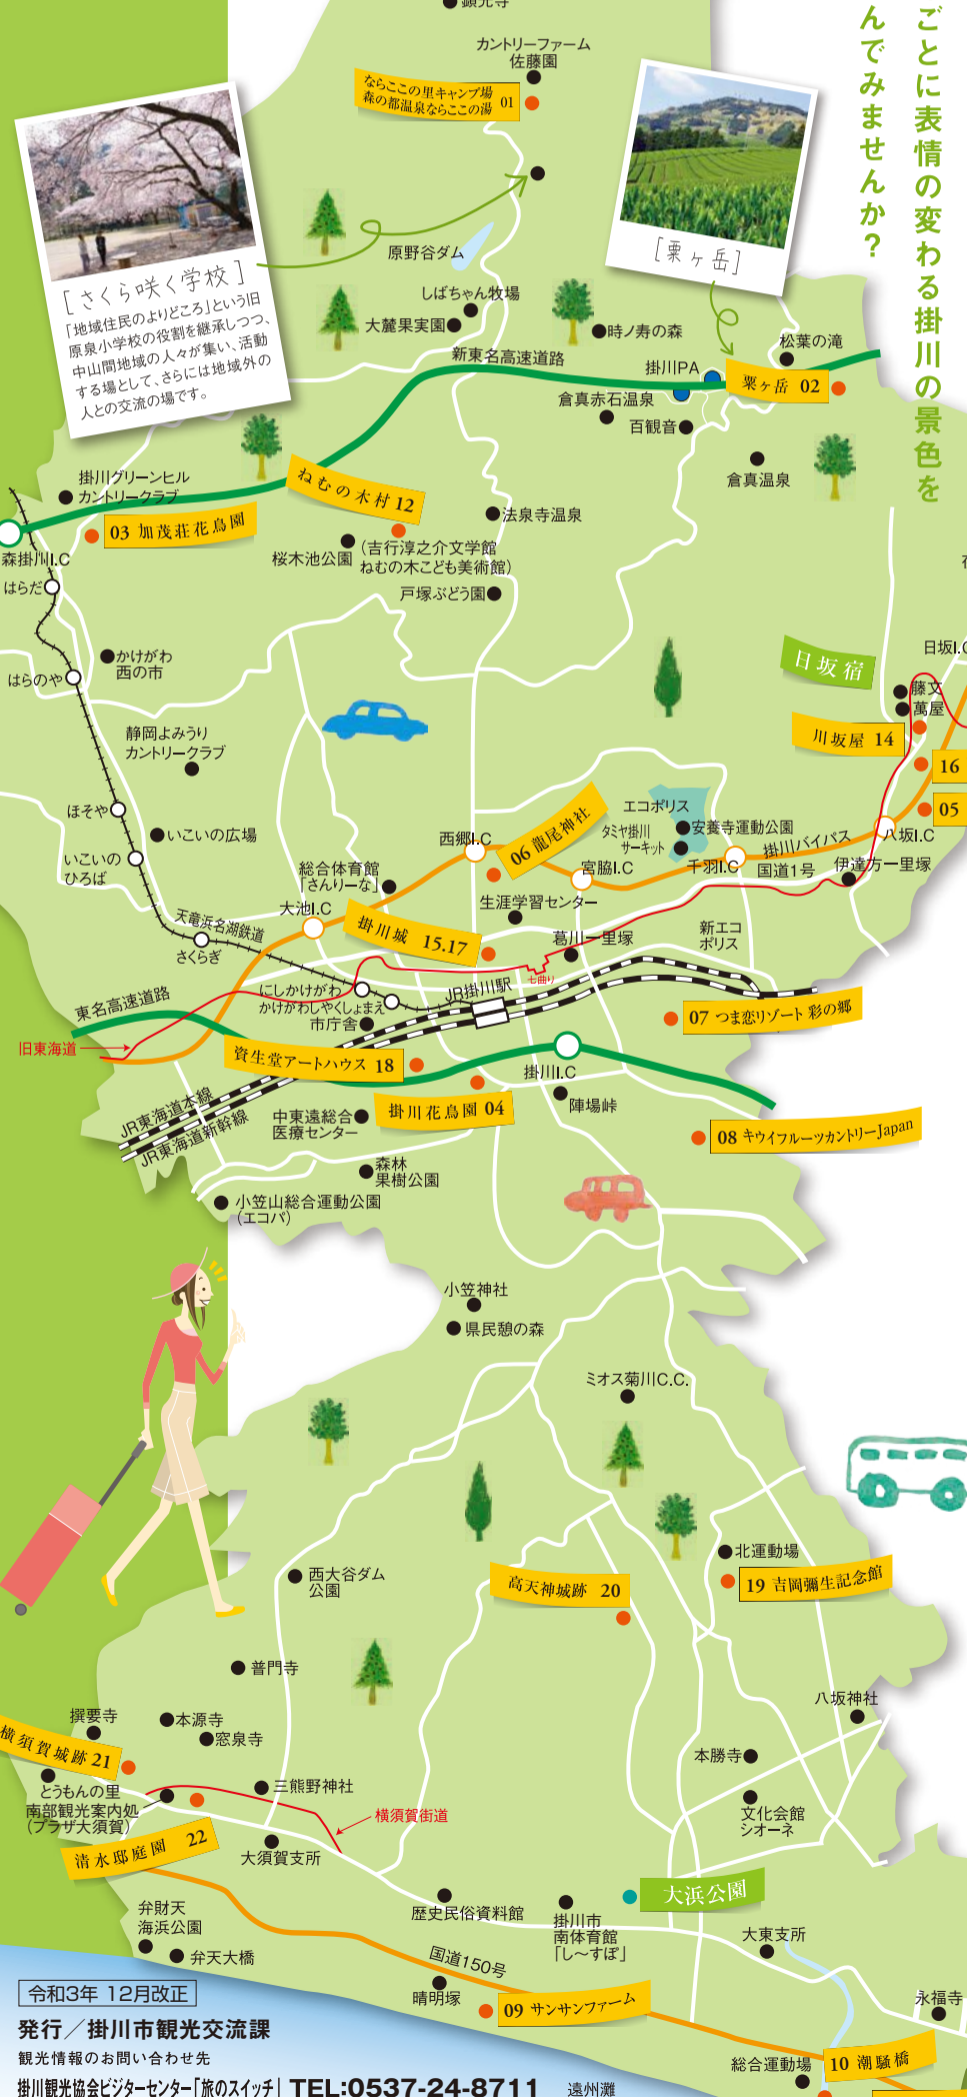 ごとに表情の変わる掛川の景色を
んでみませんか？
顕光寺
カントリーファーム
佐藤園
ならここの里キャンプ場
森の都温泉ならここの湯 01
[さくら咲く学校]
「地域住民のよりどころ」という旧
原泉小学校の役割を継承しつつ、
中山間地域の人々が集い、活動
する場として、さらには地域外の
人との交流の場です。
[粟ヶ岳]
原野谷ダム
しばちゃん牧場
大麓果実園
時ノ寿の森
松葉の滝
新東名高速道路
掛川PA
粟ヶ岳 02
倉真赤石温泉
百観音
倉真温泉
掛川グリーンヒル
カントリークラブ
ねむの木村 12
03 加茂荘花鳥園
法泉寺温泉
桜木池公園
(吉行淳之介文学館
ねむの木こども美術館)
戸塚ぶどう園
森掛川I.C
はらだ
かけがわ
西の市
はらのや
日坂I.C
日坂宿
藤文
萬屋
川坂屋 14
16
05
静岡よみうり
カントリークラブ
ほそや
いこいの広場
いこいの
ひろば
西郷I.C
06 龍尾神社
エコポリス
タミヤ掛川
サーキット
安養寺運動公園
宮脇I.C
千羽I.C
掛川バイパス
国道1号
八坂I.C
伊達方一里塚
総合体育館
「さんりーな」
大池I.C
生涯学習センター
掛川城 15.17
葛川一里塚
新エコ
ポリス
七曲り
天竜浜名湖鉄道
さくらぎ
にしかけがわ
かけがわしやくしょまえ
市庁舎
JR掛川駅
東名高速道路
旧東海道
07 つま恋リゾート 彩の郷
資生堂アートハウス 18
掛川I.C
掛川花鳥園 04
陣場峠
JR東海道本線
JR東海道新幹線
中東遠総合
医療センター
08 キウイフルーツカントリーJapan
森林
果樹公園
小笠山総合運動公園
(エコパ)
小笠神社
県民憩の森
ミオス菊川C.C.
北運動場
19 吉岡彌生記念館
西大谷ダム
公園
高天神城跡 20
普門寺
八坂神社
撰要寺
本源寺
窓泉寺
横須賀城跡 21
本勝寺
とうもんの里
南部観光案内処
(プラザ大須賀)
三熊野神社
横須賀街道
文化会館
シオーネ
清水邸庭園 22
大須賀支所
大浜公園
弁財天
海浜公園
弁天大橋
歴史民俗資料館
掛川市
南体育館
「し〜すぽ」
大東支所
国道150号
晴明塚
09 サンサンファーム
永福寺
総合運動場
10 潮騒橋
遠州灘
令和3年 12月改正
発行／掛川市観光交流課
観光情報のお問い合わせ先
掛川観光協会ビジターセンター「旅のスイッチ」 TEL:0537-24-8711